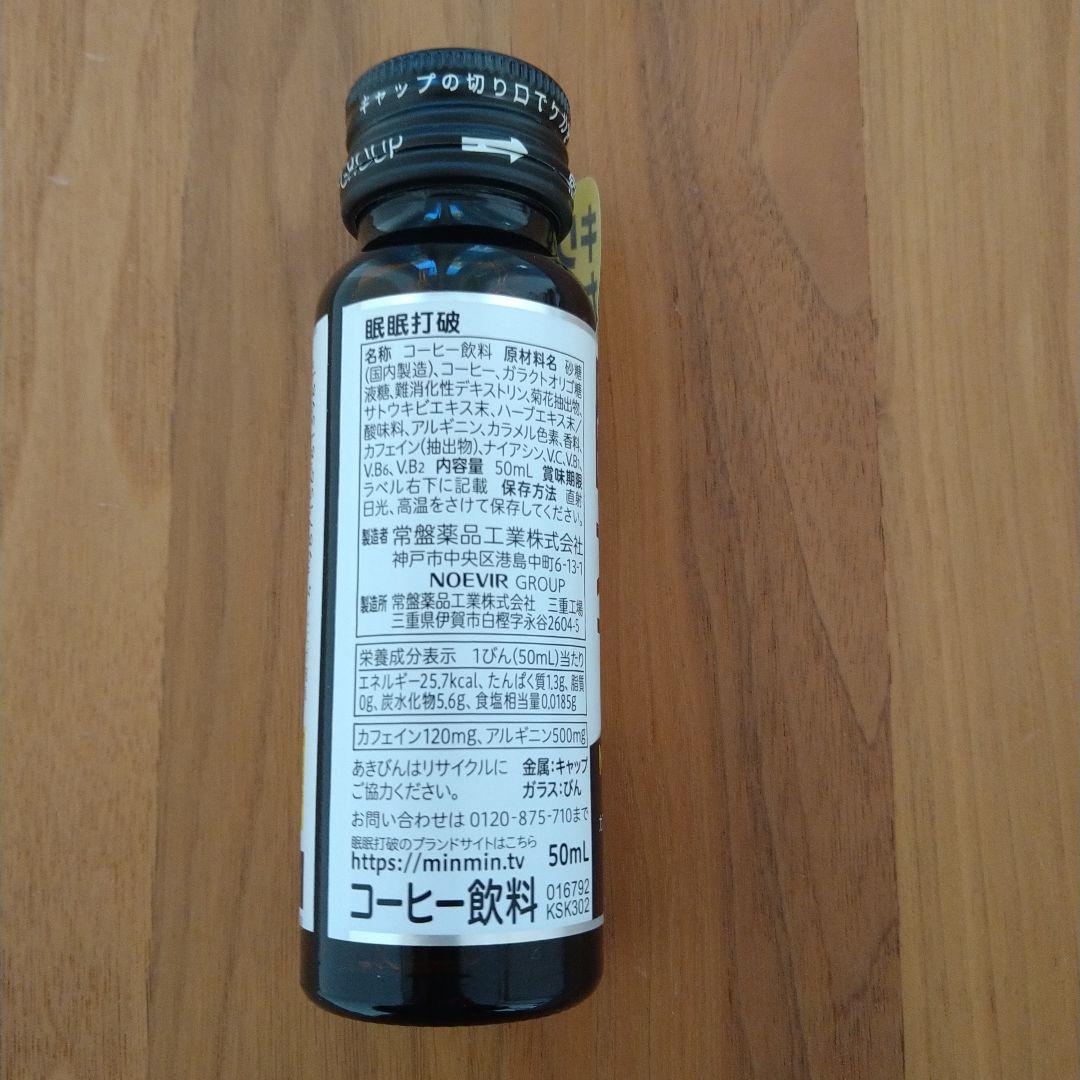 キャップの切り口でケガ
GROUP
キ
眠眠打破
名称 コーヒー飲料 原材料名 砂糖
(国内製造)、コーヒー、ガラクトオリゴ糖
液糖、難消化性デキストリン、菊花抽出物、
サトウキビエキス末、ハーブエキス末/
酸味料、アルギニン、カラメル色素、香料、
カフェイン(抽出物)、ナイアシン、V.C、V.B1、
V.B6、V.B2 内容量 50mL 賞味期限
ラベル右下に記載 保存方法 直射
日光、高温をさけて保存してください。
製造者 常盤薬品工業株式会社
神戸市中央区港島中町6-13-1
NOEVIR GROUP
製造所 常盤薬品工業株式会社 三重工場
三重県伊賀市白樫字永谷2604-5
栄養成分表示 1びん(50mL)当たり
エネルギー25.7kcal、たんぱく質1.3g、脂質
0g、炭水化物5.6g、食塩相当量0.0185g
カフェイン120mg、アルギニン500mg
あきびんはリサイクルに 金属:キャップ
ご協力ください。 ガラス:びん
お問い合わせは 0120-875-710まで
眠眠打破のブランドサイトはこちら
https://minmin.tv 50mL
コーヒー飲料 016792
KSK302